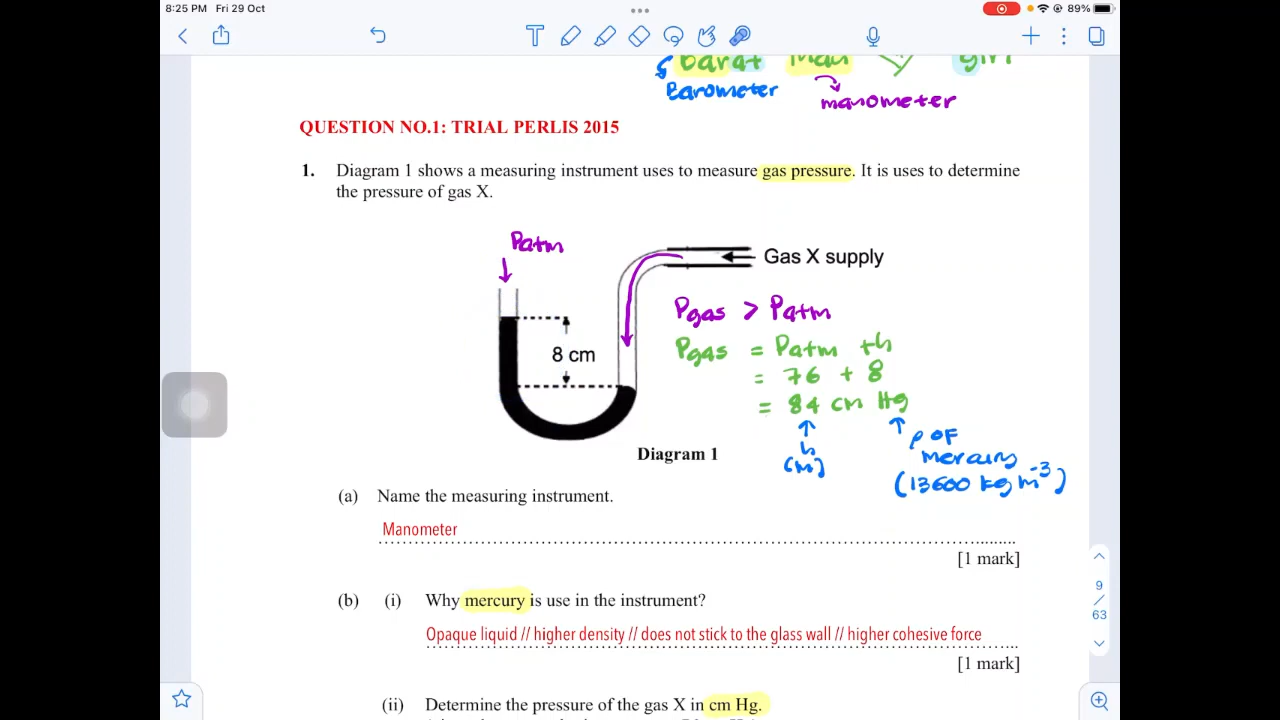 8:25 PM Fri 29 Oct
89%
Barat man girl
Barometer
manometer
QUESTION NO.1: TRIAL PERLIS 2015
1. Diagram 1 shows a measuring instrument uses to measure gas pressure. It is uses to determine
the pressure of gas X.
Patm
Gas X supply
8 cm
Pgas > Patm
Pgas = Patm + h
= 76 + 8
= 84 cm Hg
h
(m)
ρ OF
mercury
(13600 kg m⁻³)
Diagram 1
(a) Name the measuring instrument.
Manometer
[1 mark]
(b) (i) Why mercury is use in the instrument?
Opaque liquid // higher density // does not stick to the glass wall // higher cohesive force
[1 mark]
(ii) Determine the pressure of the gas X in cm Hg.
9
/
63